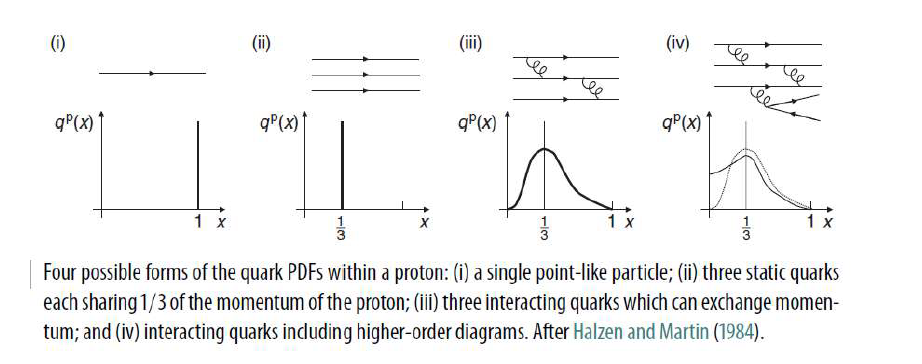 (i) (ii) (iii) (iv)
qᵖ(x) qᵖ(x) qᵖ(x) qᵖ(x)
1 x 1/3 x 1/3 1 x 1/3 1 x
Four possible forms of the quark PDFs within a proton: (i) a single point-like particle; (ii) three static quarks
each sharing 1/3 of the momentum of the proton; (iii) three interacting quarks which can exchange momen-
tum; and (iv) interacting quarks including higher-order diagrams. After Halzen and Martin (1984).